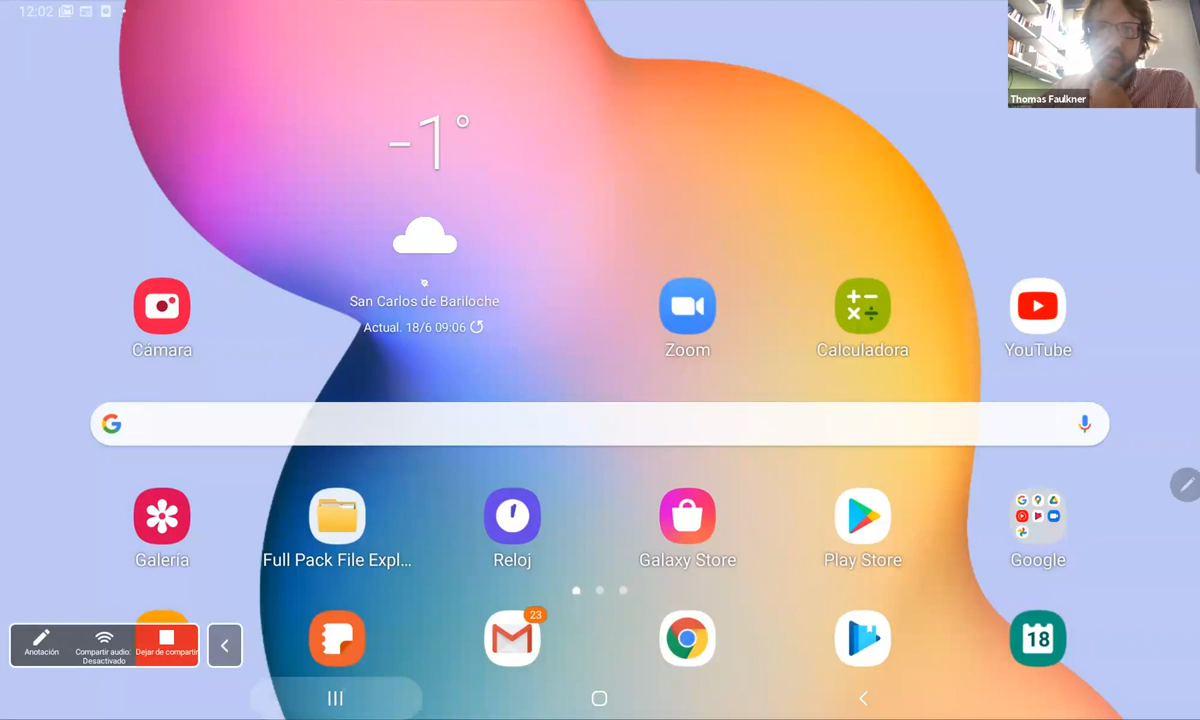 12:02
Thomas Faulkner
-1°
San Carlos de Bariloche
Actual. 18/6 09:06
Cámara
Zoom
Calculadora
YouTube
Galería
Full Pack File Expl...
Reloj
Galaxy Store
Play Store
Google
23
18
Anotación
Compartir audio:
Desactivado
Dejar de compartir